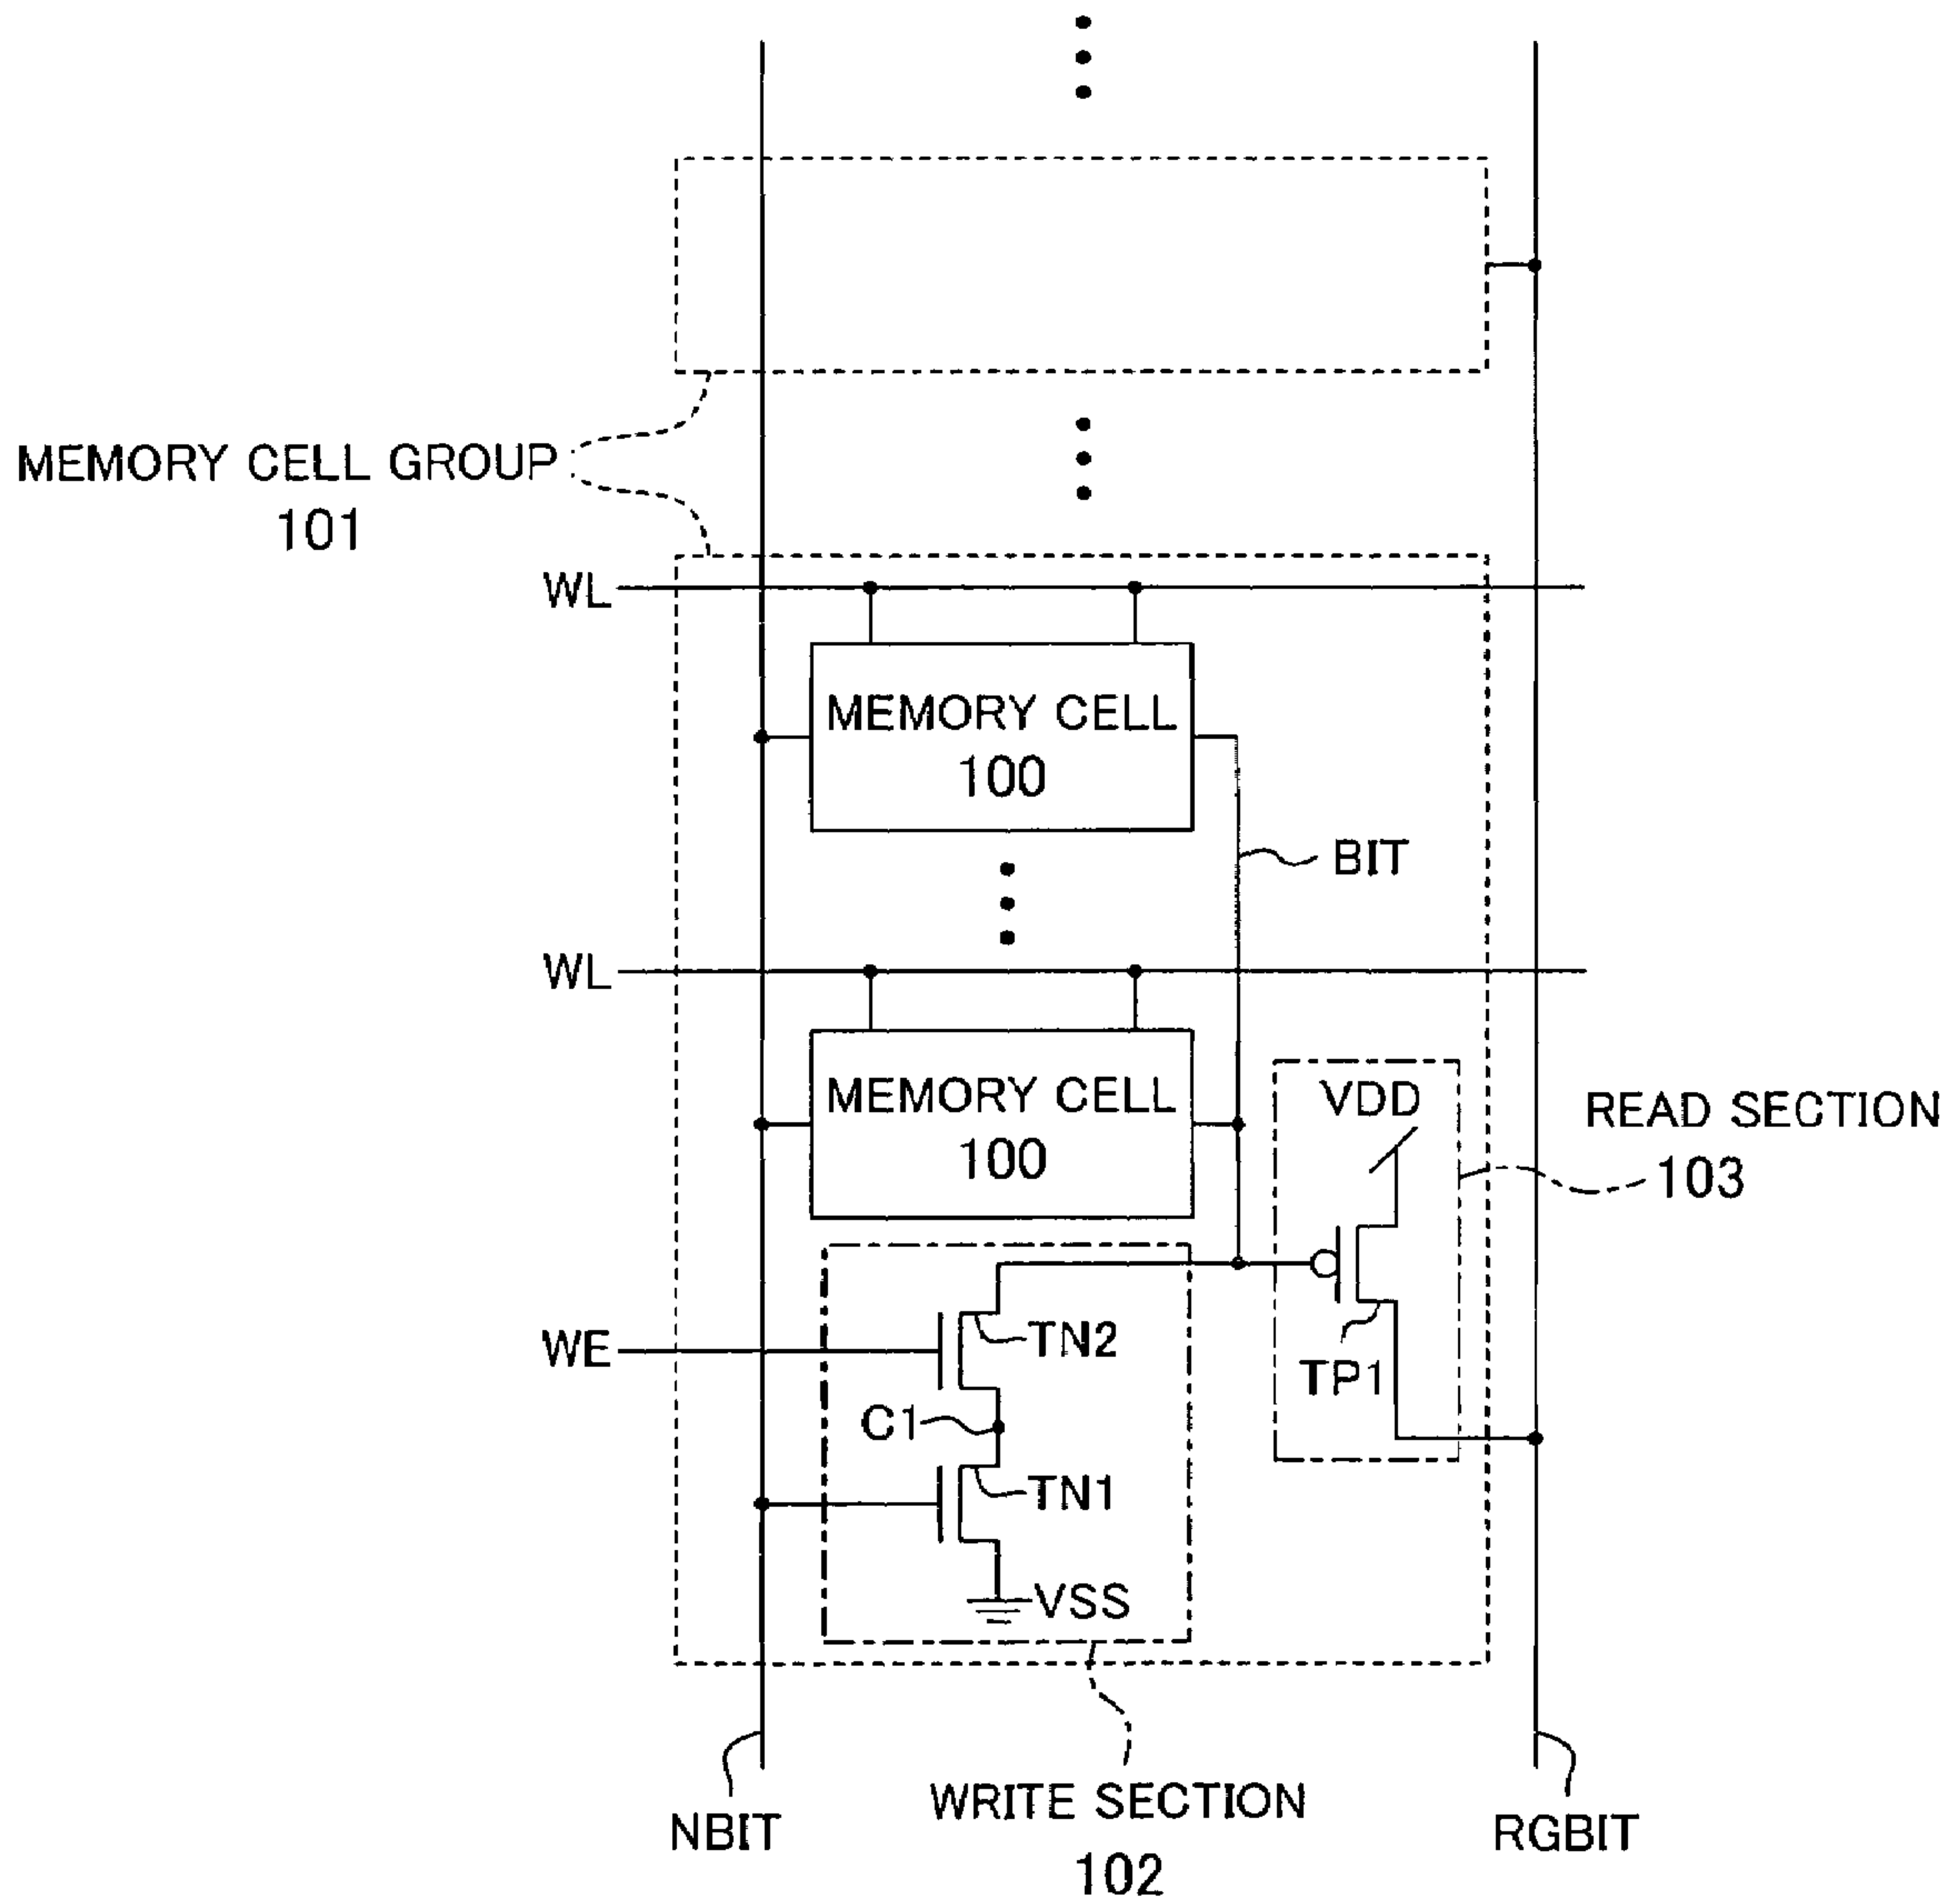 MEMORY CELL GROUP
101
WL
MEMORY CELL
100
BIT
WL
MEMORY CELL
100
VDD
READ SECTION
103
WE
TN2
TP1
C1
TN1
VSS
NBIT
WRITE SECTION
102
RGBIT